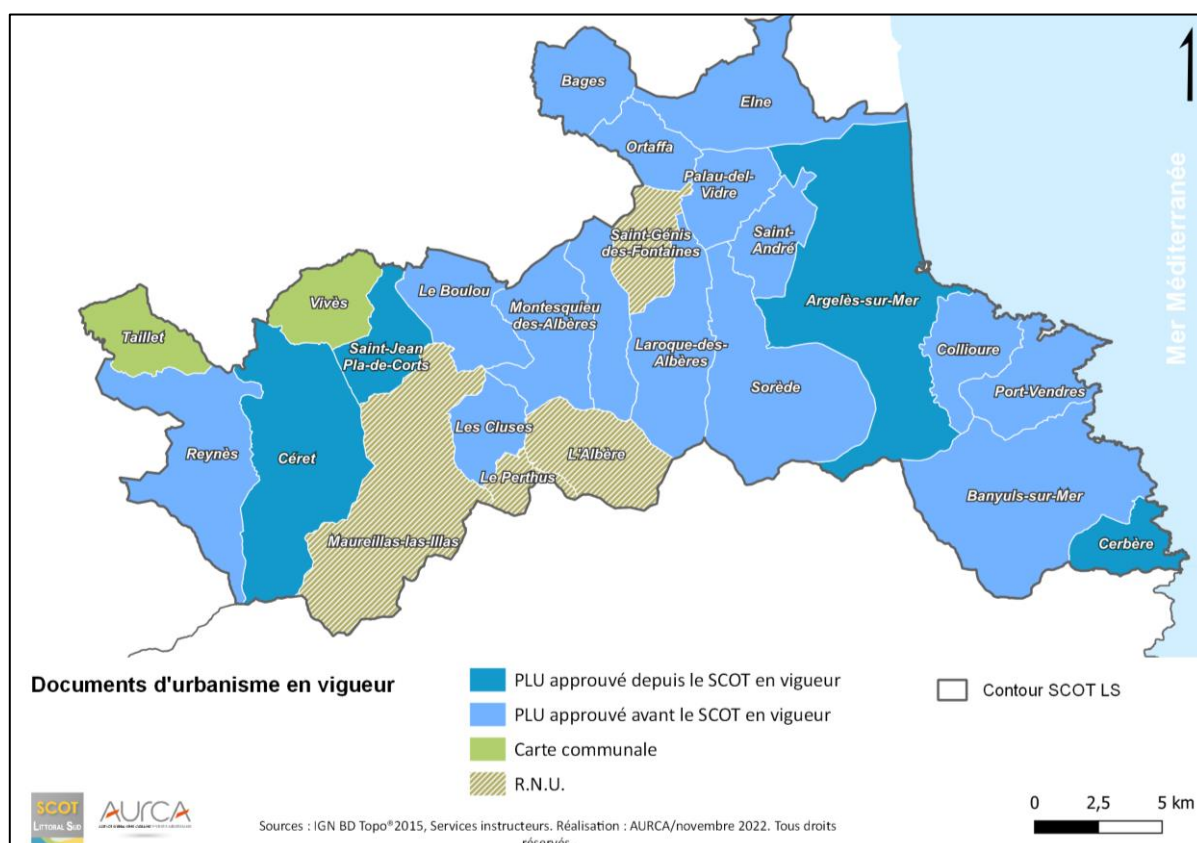 Bages
Elne
Ortaffa
Palau-del-
Vidre
Saint-Génis
des-Fontaines
Saint-
André
Mer Méditerranée
Vivès
Le Boulou
Montesquieu
des-Albères
Argelès-sur-Mer
Taillet
Saint-Jean
Pla-de-Corts
Laroque-des-
Albères
Collioure
Sorède
Port-Vendres
Reynès
Céret
Les Cluses
L'Albère
Le Perthus
Banyuls-sur-Mer
Maureillas-las-Illas
Cerbère
Documents d'urbanisme en vigueur
PLU approuvé depuis le SCOT en vigueur
PLU approuvé avant le SCOT en vigueur
Carte communale
R.N.U.
Contour SCOT LS
SCOT
LITTORAL SUD
AURCA
0 2,5 5 km
Sources : IGN BD Topo®2015, Services instructeurs. Réalisation : AURCA/novembre 2022. Tous droits